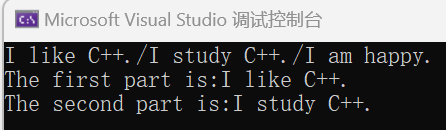 Microsoft Visual Studio 调试控制台
I like C++./I study C++./I am happy.
The first part is:I like C++.
The second part is:I study C++.